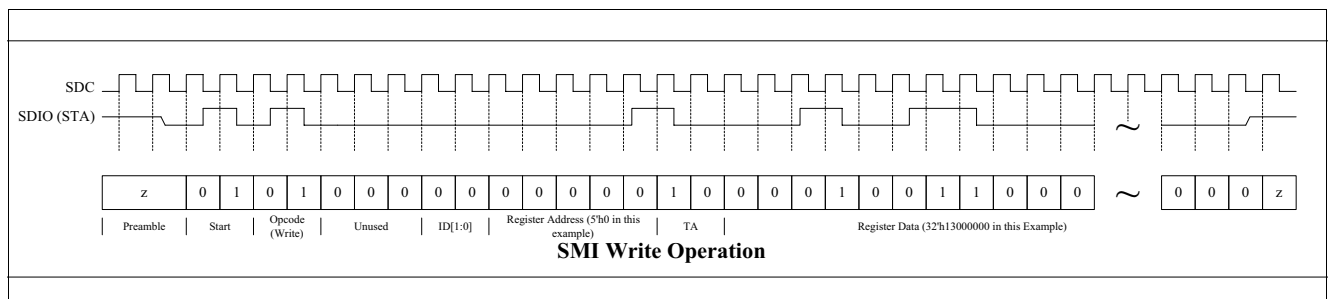 SDC
SDIO (STA)
~
z 0 1 0 1 0 0 0 0 0 0 0 0 0 0 1 0 0 0 0 1 0 0 1 1 0 0 0 ~ 0 0 0 z
Preamble Start Opcode (Write) Unused ID[1:0] Register Address (5'h0 in this example) TA Register Data (32'h13000000 in this Example)
SMI Write Operation